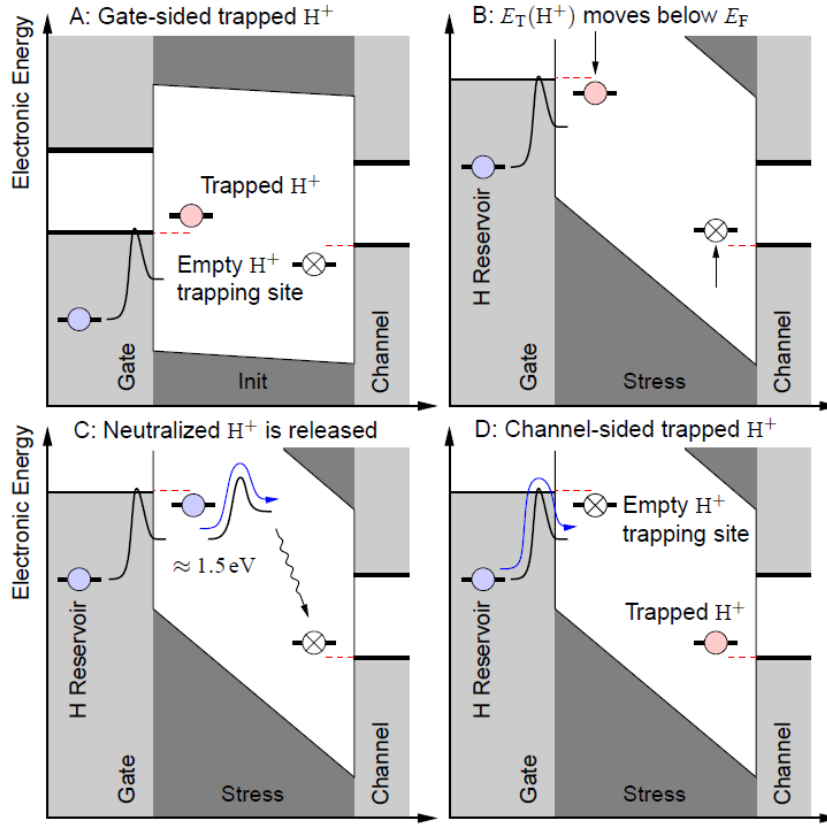 A: Gate-sided trapped H⁺
Electronic Energy
Trapped H⁺
Empty H⁺
trapping site
Gate
Init
Channel
B: E_T(H⁺) moves below E_F
H Reservoir
Gate
Stress
Channel
C: Neutralized H⁺ is released
Electronic Energy
≈ 1.5 eV
H Reservoir
Gate
Stress
Channel
D: Channel-sided trapped H⁺
Empty H⁺
trapping site
Trapped H⁺
H Reservoir
Gate
Stress
Channel